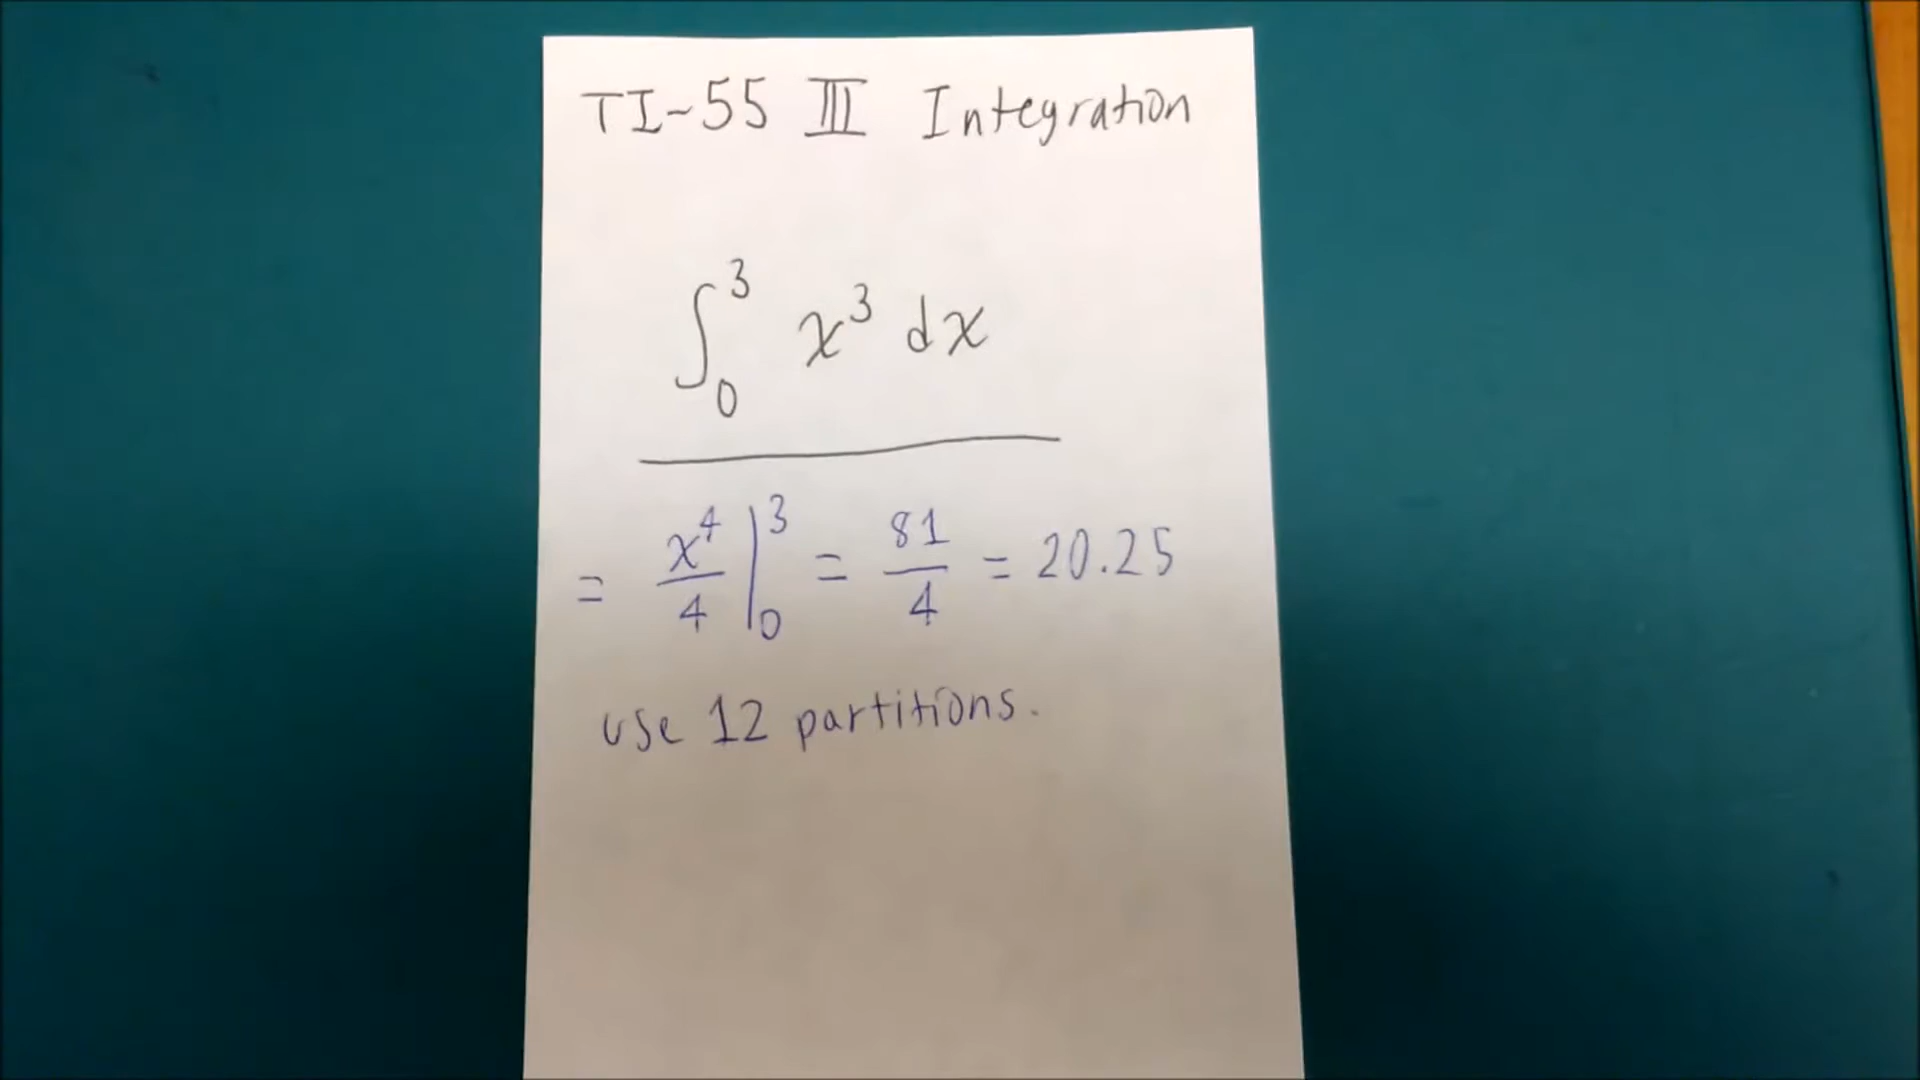 TI-55 III Integration
∫₀³ x³ dx
= x⁴/4 |₀³ = 81/4 = 20.25
use 12 partitions.